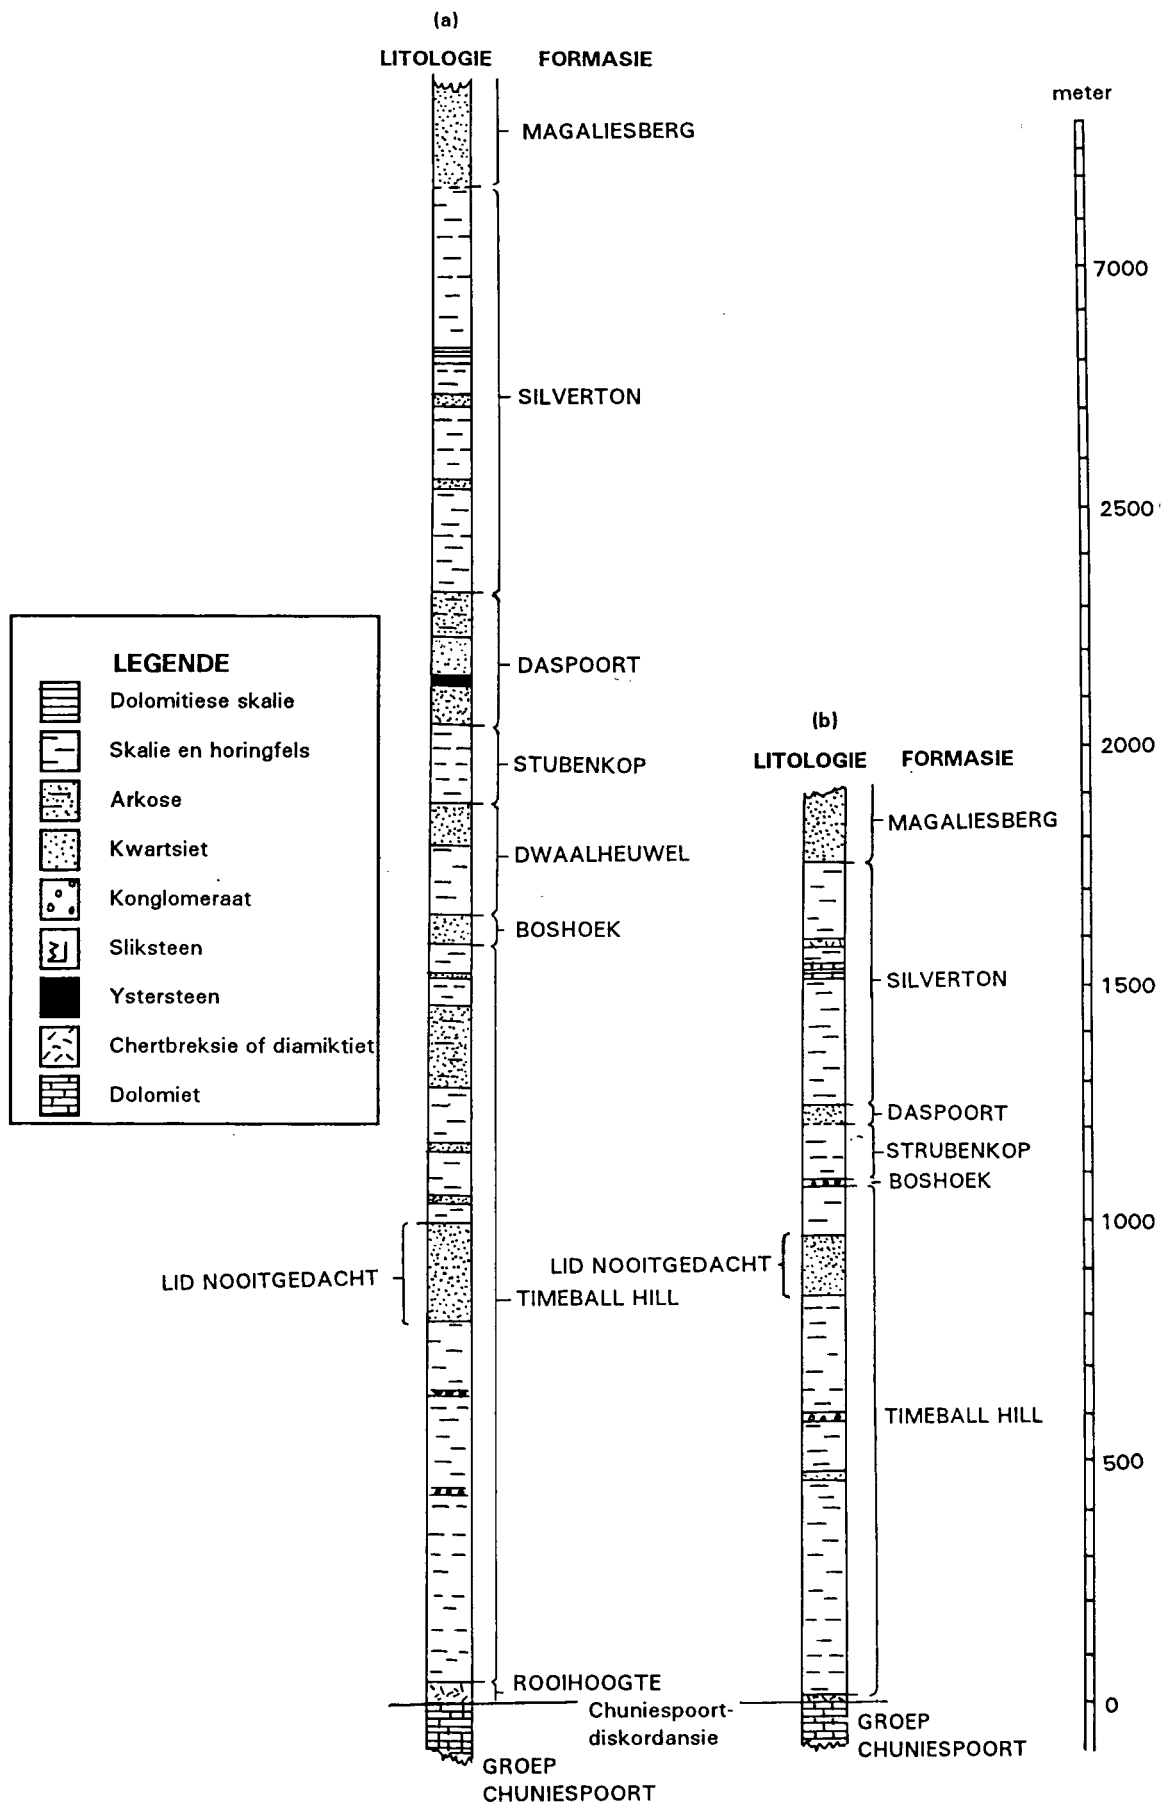 (a)
LITOLOGIE FORMASIE
MAGALIESBERG
SILVERTON
DASPOORT
STUBENKOP
DWAALHEUWEL
BOSHOEK
LID NOOITGEDACHT
TIMEBALL HILL
ROOIHOOGTE
Chuniespoort-
diskordansie
GROEP
CHUNIESPOORT
LEGENDE
Dolomitiese skalie
Skalie en horingfels
Arkose
Kwartsiet
Konglomeraat
Sliksteen
Ystersteen
Chertbreksie of diamiktiet
Dolomiet
(b)
LITOLOGIE FORMASIE
MAGALIESBERG
SILVERTON
DASPOORT
STRUBENKOP
BOSHOEK
LID NOOITGEDACHT
TIMEBALL HILL
GROEP
CHUNIESPOORT
meter
7000
2500
2000
1500
1000
500
0